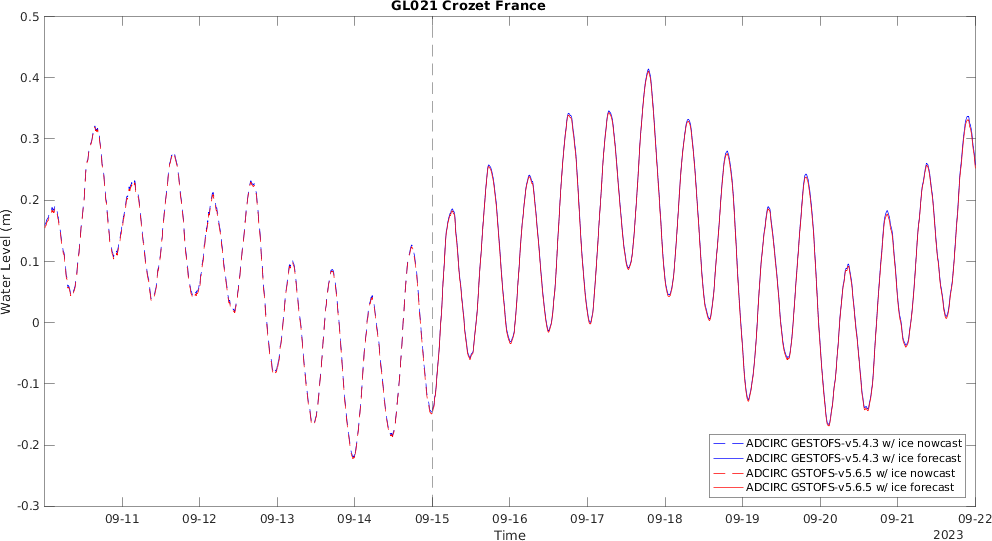 GL021 Crozet France
0.5
0.4
0.3
0.2
0.1
0
-0.1
-0.2
-0.3
Water Level (m)
09-11 09-12 09-13 09-14 09-15 09-16 09-17 09-18 09-19 09-20 09-21 09-22
Time
2023
ADCIRC GESTOFS-v5.4.3 w/ ice nowcast
ADCIRC GESTOFS-v5.4.3 w/ ice forecast
ADCIRC GSTOFS-v5.6.5 w/ ice nowcast
ADCIRC GSTOFS-v5.6.5 w/ ice forecast